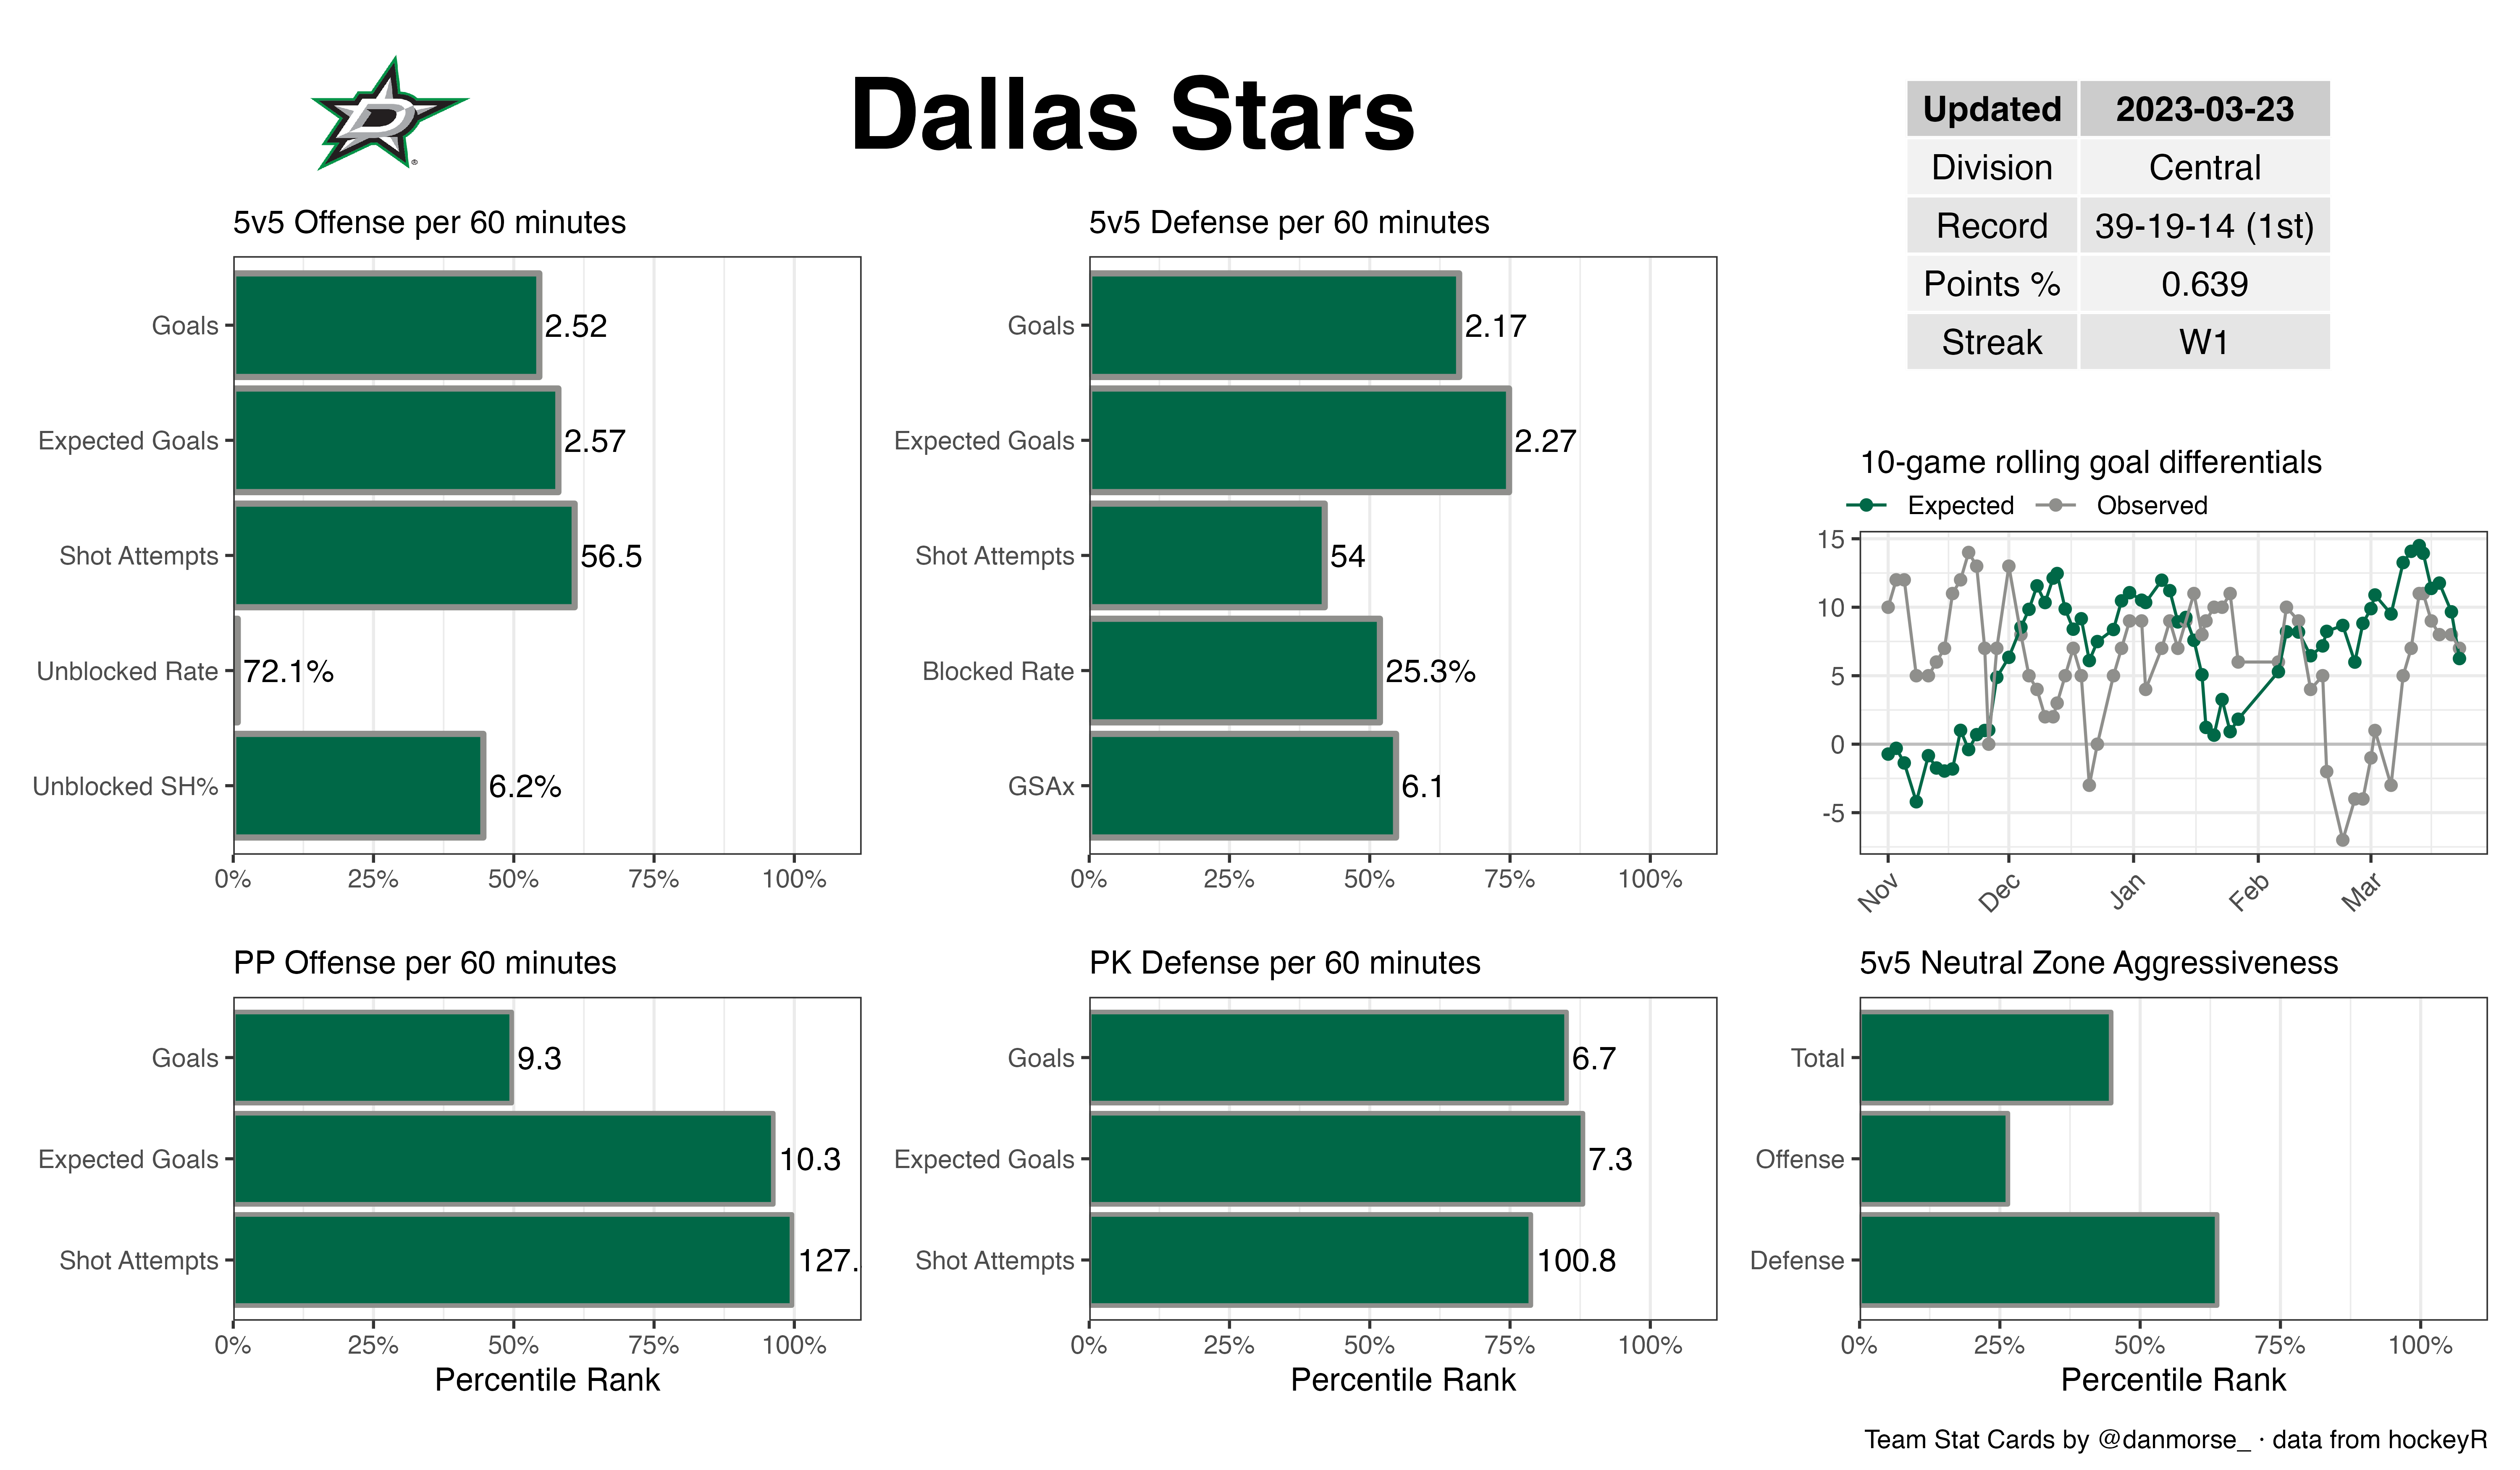 Dallas Stars
Updated 2023-03-23
Division Central
Record 39-19-14 (1st)
Points % 0.639
Streak W1
5v5 Offense per 60 minutes
Goals 2.52
Expected Goals 2.57
Shot Attempts 56.5
Unblocked Rate 72.1%
Unblocked SH% 6.2%
0% 25% 50% 75% 100%
5v5 Defense per 60 minutes
Goals 2.17
Expected Goals 2.27
Shot Attempts 54
Blocked Rate 25.3%
GSAx 6.1
0% 25% 50% 75% 100%
10-game rolling goal differentials
Expected Observed
15
10
5
0
-5
Nov Dec Jan Feb Mar
PP Offense per 60 minutes
Goals 9.3
Expected Goals 10.3
Shot Attempts 127.
0% 25% 50% 75% 100%
Percentile Rank
PK Defense per 60 minutes
Goals 6.7
Expected Goals 7.3
Shot Attempts 100.8
0% 25% 50% 75% 100%
Percentile Rank
5v5 Neutral Zone Aggressiveness
Total
Offense
Defense
0% 25% 50% 75% 100%
Percentile Rank
Team Stat Cards by @danmorse_ · data from hockeyR